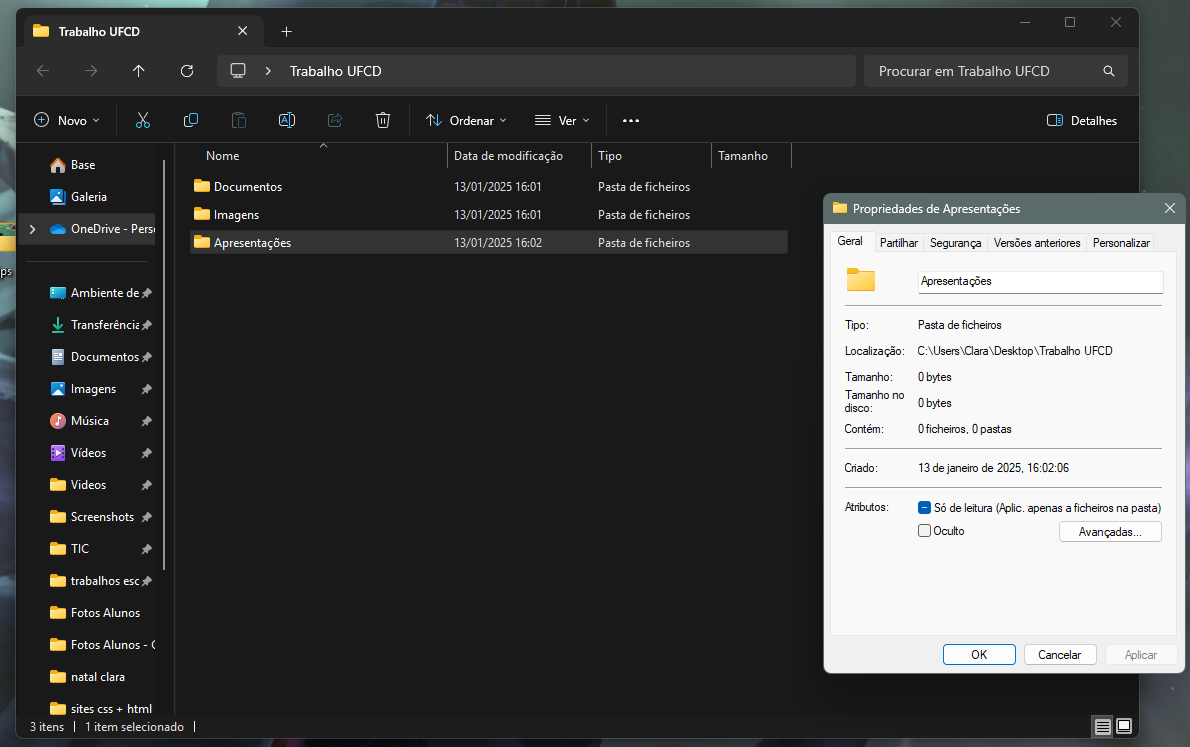 Trabalho UFCD
Trabalho UFCD
Procurar em Trabalho UFCD
Novo
Ordenar
Ver
Detalhes
Base
Galeria
OneDrive - Pers
Ambiente de
Transferência
Documentos
Imagens
Música
Vídeos
Videos
Screenshots
TIC
trabalhos esc
Fotos Alunos
Fotos Alunos - C
natal clara
sites css + html
Nome Data de modificação Tipo Tamanho
Documentos 13/01/2025 16:01 Pasta de ficheiros
Imagens 13/01/2025 16:01 Pasta de ficheiros
Apresentações 13/01/2025 16:02 Pasta de ficheiros
3 itens 1 item selecionado
ps
Propriedades de Apresentações
Geral Partilhar Segurança Versões anteriores Personalizar
Apresentações
Tipo: Pasta de ficheiros
Localização: C:\Users\Clara\Desktop\Trabalho UFCD
Tamanho: 0 bytes
Tamanho no
disco: 0 bytes
Contém: 0 ficheiros, 0 pastas
Criado: 13 de janeiro de 2025, 16:02:06
Atributos: Só de leitura (Aplic. apenas a ficheiros na pasta)
Oculto
Avançadas...
OK Cancelar Aplicar